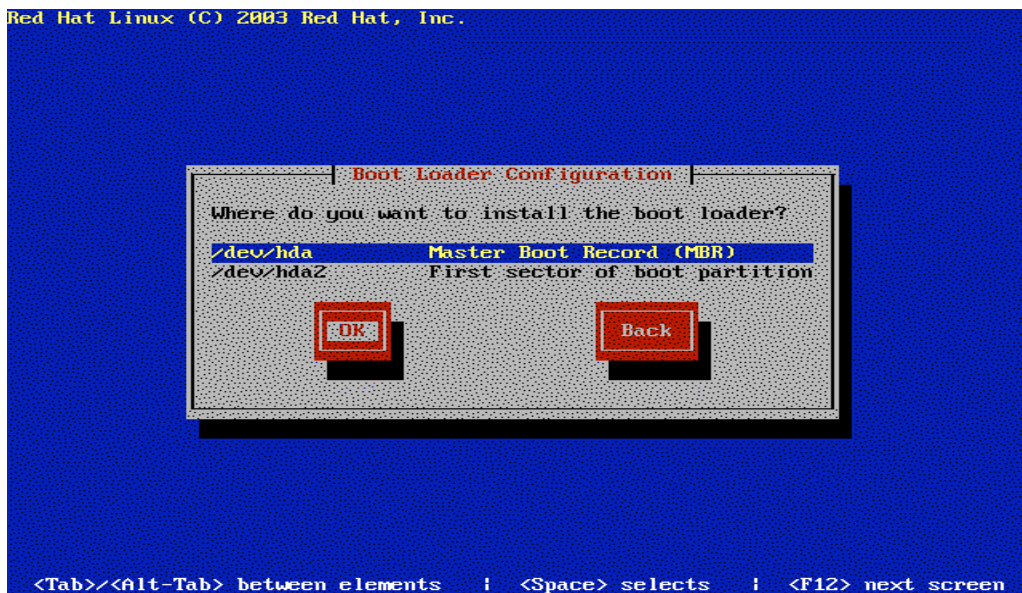 Red Hat Linux (C) 2003 Red Hat, Inc.
Boot Loader Configuration
Where do you want to install the boot loader?
/dev/hda Master Boot Record (MBR)
/dev/hda2 First sector of boot partition
OK Back
<Tab>/<Alt-Tab> between elements | <Space> selects | <F12> next screen